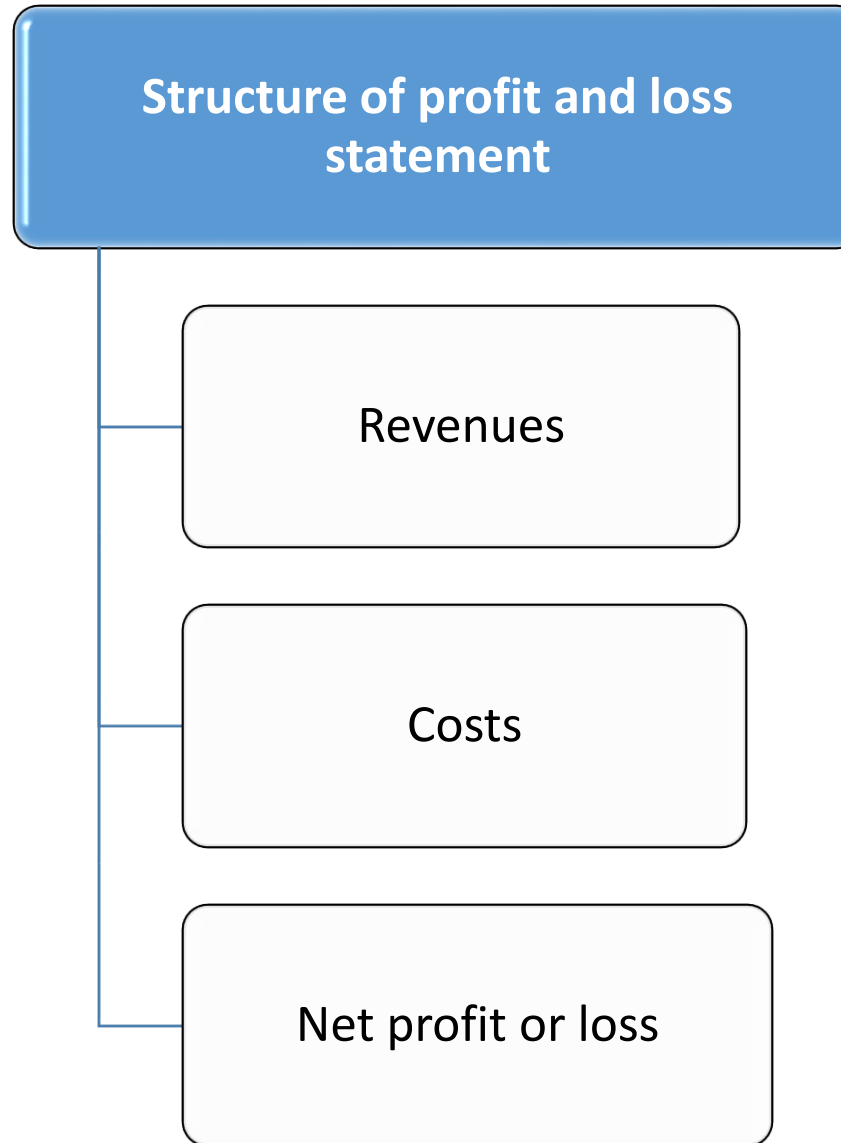 Structure of profit and loss
statement
Revenues
Costs
Net profit or loss